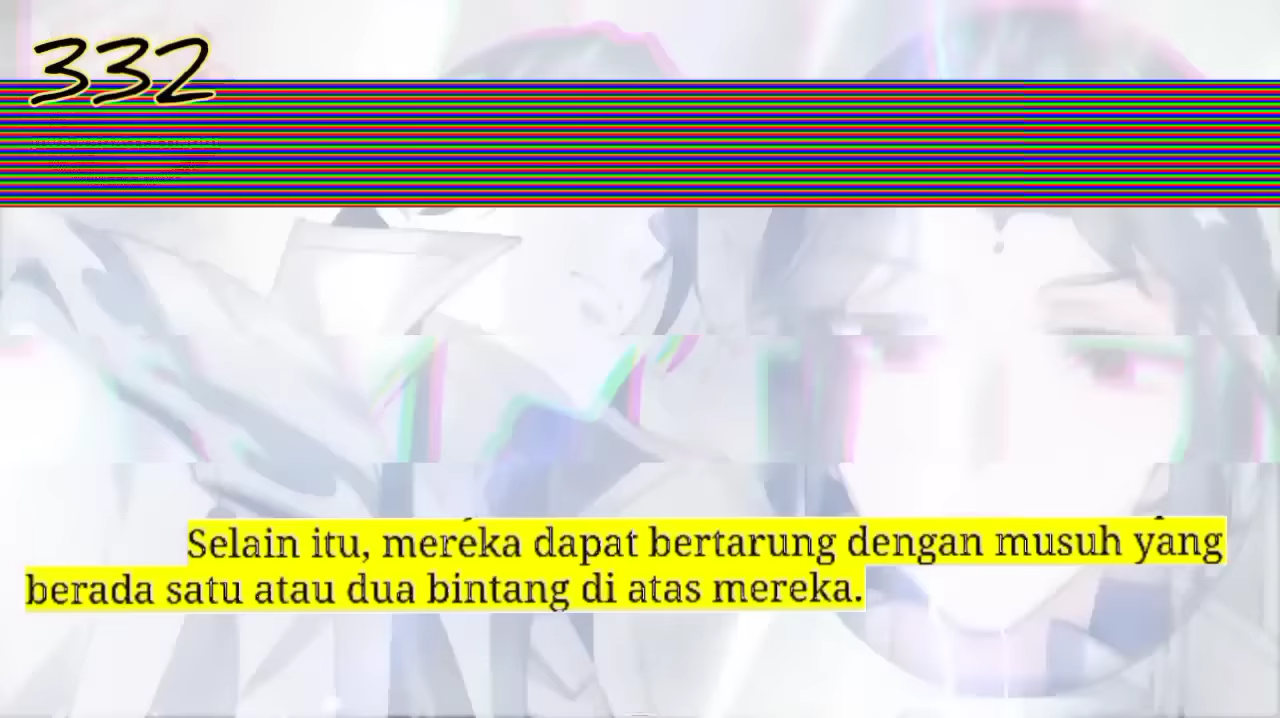 332
Selain itu, mereka dapat bertarung dengan musuh yang
berada satu atau dua bintang di atas mereka.